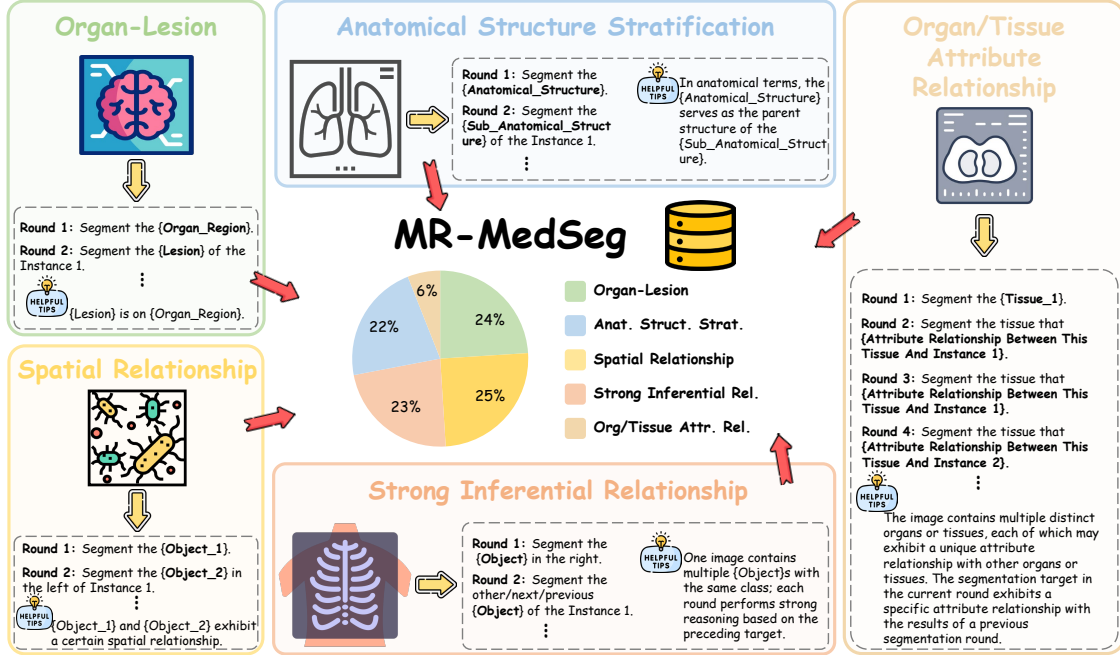 Organ-Lesion
Round 1: Segment the {Organ_Region}.
Round 2: Segment the {Lesion} of the
Instance 1.
HELPFUL
TIPS
{Lesion} is on {Organ_Region}.
Anatomical Structure Stratification
Round 1: Segment the
{Anatomical_Structure}.
Round 2: Segment the
{Sub_Anatomical_Struct
ure} of the Instance 1.
HELPFUL
TIPS
In anatomical terms, the
{Anatomical_Structure}
serves as the parent
structure of the
{Sub_Anatomical_Struct
ure}.
Organ/Tissue
Attribute
Relationship
Round 1: Segment the {Tissue_1}.
Round 2: Segment the tissue that
{Attribute Relationship Between This
Tissue And Instance 1}.
Round 3: Segment the tissue that
{Attribute Relationship Between This
Tissue And Instance 1}.
Round 4: Segment the tissue that
{Attribute Relationship Between This
Tissue And Instance 2}.
HELPFUL
TIPS
The image contains multiple distinct
organs or tissues, each of which may
exhibit a unique attribute
relationship with other organs or
tissues. The segmentation target in
the current round exhibits a
specific attribute relationship with
the results of a previous
segmentation round.
MR-MedSeg
6%
24%
22%
25%
23%
Organ-Lesion
Anat. Struct. Strat.
Spatial Relationship
Strong Inferential Rel.
Org/Tissue Attr. Rel.
Spatial Relationship
Round 1: Segment the {Object_1}.
Round 2: Segment the {Object_2} in
the left of Instance 1.
HELPFUL
TIPS
{Object_1} and {Object_2} exhibit
a certain spatial relationship.
Strong Inferential Relationship
Round 1: Segment the
{Object} in the right.
Round 2: Segment the
other/next/previous
{Object} of the Instance 1.
HELPFUL
TIPS
One image contains
multiple {Object}s with
the same class; each
round performs strong
reasoning based on the
preceding target.